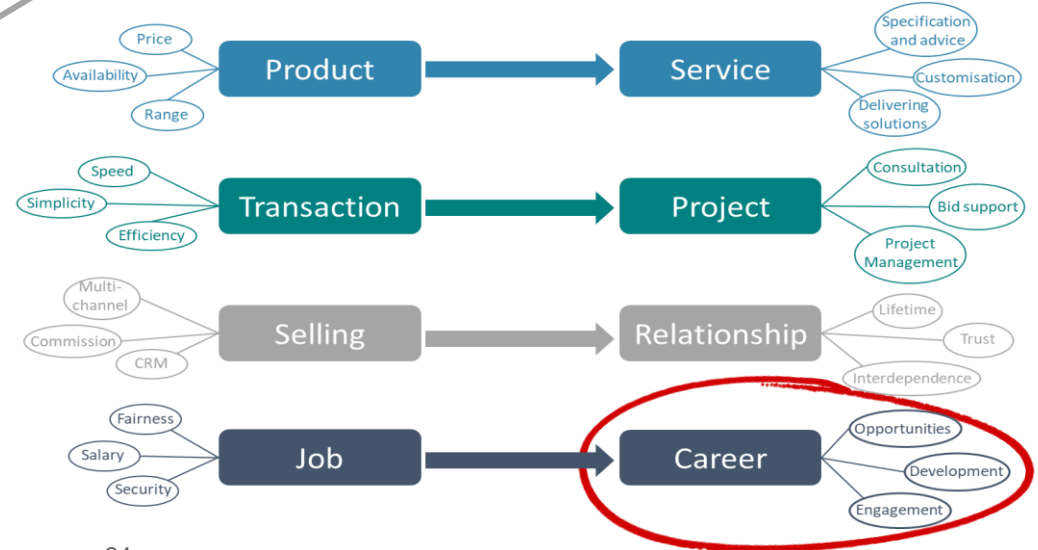 Price
Availability
Range
Product
Service
Specification
and advice
Customisation
Delivering
solutions
Speed
Simplicity
Efficiency
Transaction
Project
Consultation
Bid support
Project
Management
Multi-
channel
Commission
CRM
Selling
Relationship
Lifetime
Trust
Interdependence
Fairness
Salary
Security
Job
Career
Opportunities
Development
Engagement